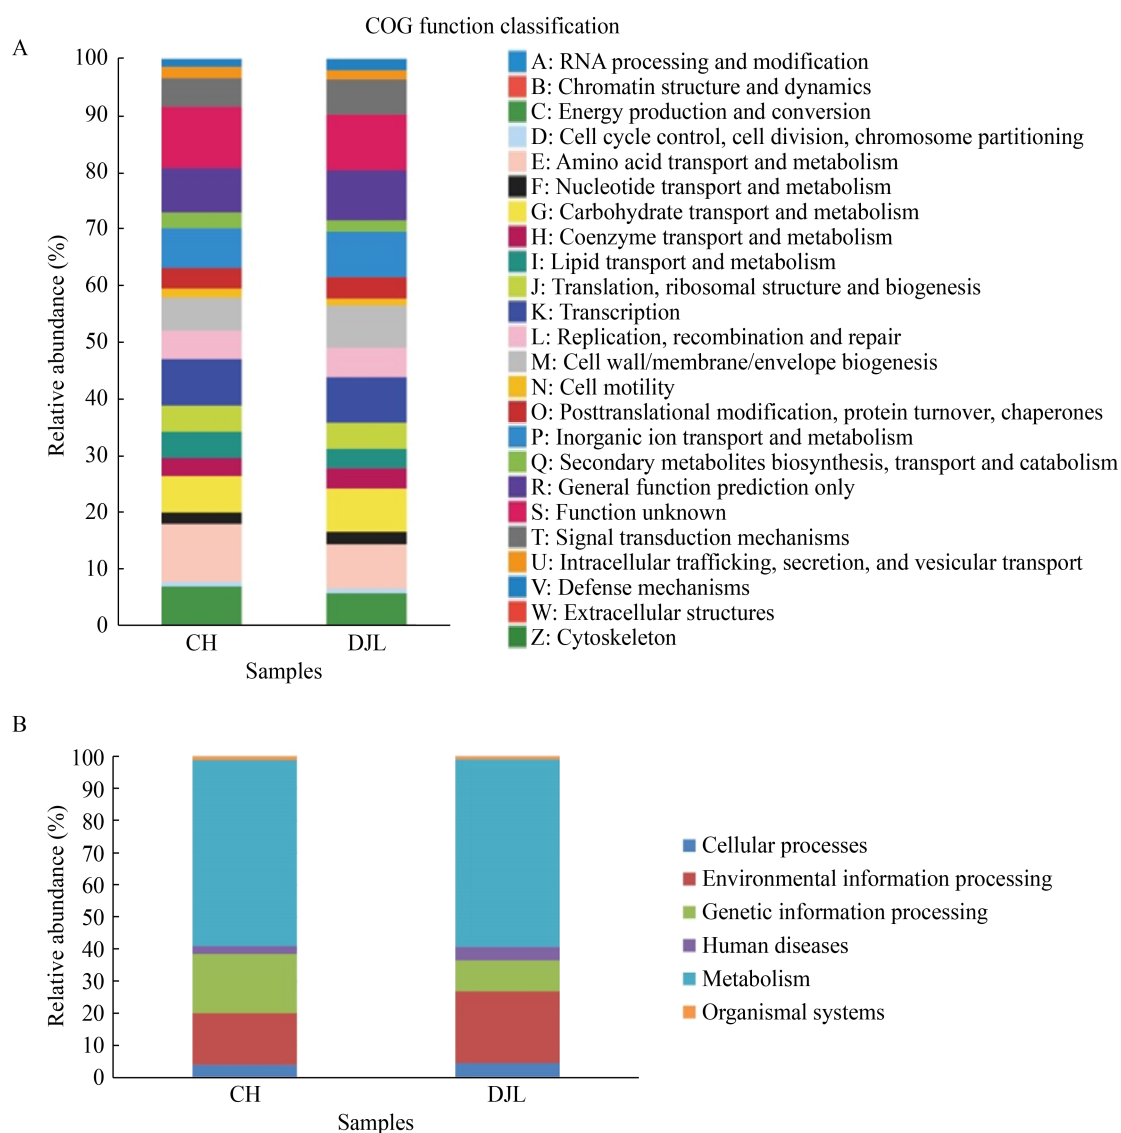 COG function classification
A
100
90
80
70
60
50
40
30
20
10
0
Relative abundance (%)
CH
DJL
Samples
A: RNA processing and modification
B: Chromatin structure and dynamics
C: Energy production and conversion
D: Cell cycle control, cell division, chromosome partitioning
E: Amino acid transport and metabolism
F: Nucleotide transport and metabolism
G: Carbohydrate transport and metabolism
H: Coenzyme transport and metabolism
I: Lipid transport and metabolism
J: Translation, ribosomal structure and biogenesis
K: Transcription
L: Replication, recombination and repair
M: Cell wall/membrane/envelope biogenesis
N: Cell motility
O: Posttranslational modification, protein turnover, chaperones
P: Inorganic ion transport and metabolism
Q: Secondary metabolites biosynthesis, transport and catabolism
R: General function prediction only
S: Function unknown
T: Signal transduction mechanisms
U: Intracellular trafficking, secretion, and vesicular transport
V: Defense mechanisms
W: Extracellular structures
Z: Cytoskeleton
B
100
90
80
70
60
50
40
30
20
10
0
Relative abundance (%)
CH
DJL
Samples
Cellular processes
Environmental information processing
Genetic information processing
Human diseases
Metabolism
Organismal systems